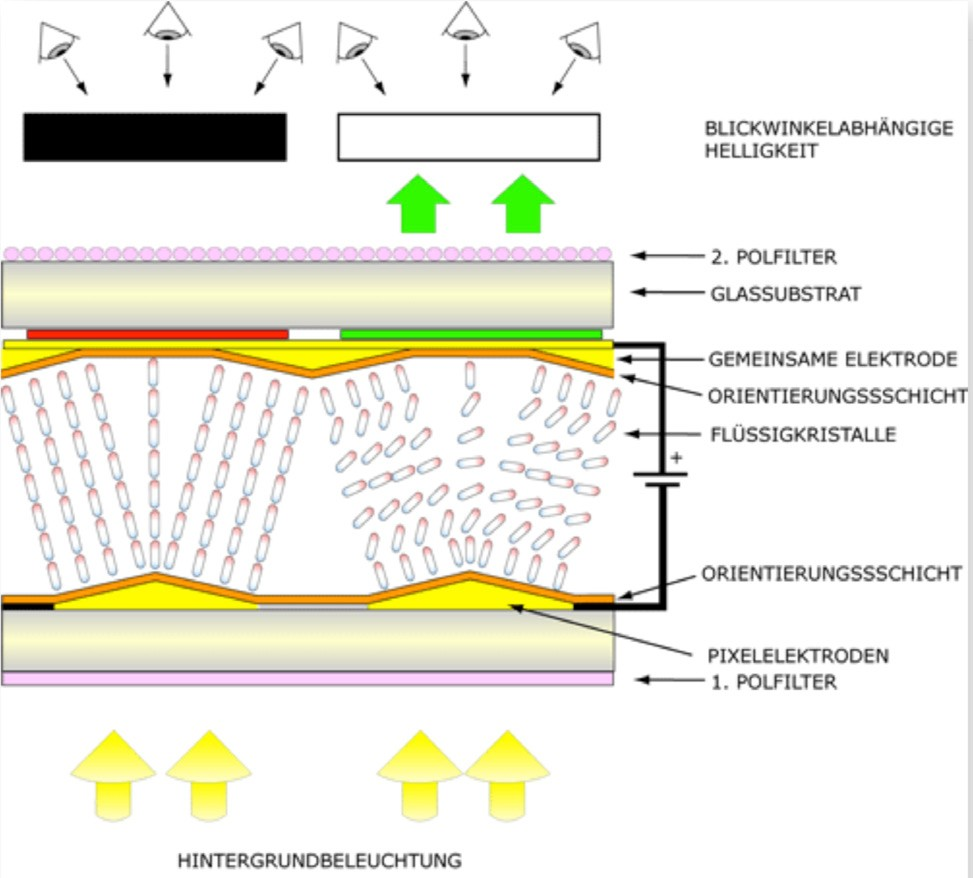 BLICKWINKELABHÄNGIGE
HELLIGKEIT
2. POLFILTER
GLASSUBSTRAT
GEMEINSAME ELEKTRODE
ORIENTIERUNGSSSCHICHT
FLÜSSIGKRISTALLE
+
ORIENTIERUNGSSSCHICHT
PIXELELEKTRODEN
1. POLFILTER
HINTERGRUNDBELEUCHTUNG